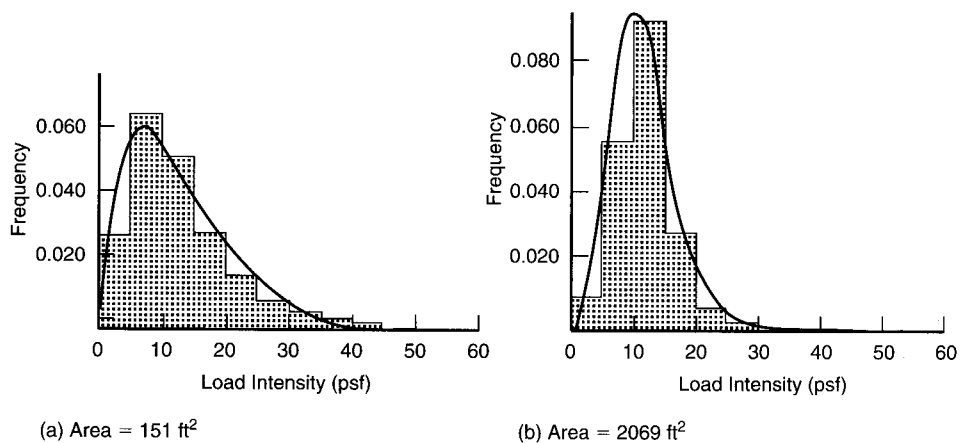 0.060
0.040
0.020
Frequency
0 10 20 30 40 50 60
Load Intensity (psf)
(a) Area = 151 ft²
0.080
0.060
0.040
0.020
Frequency
0 10 20 30 40 50 60
Load Intensity (psf)
(b) Area = 2069 ft²